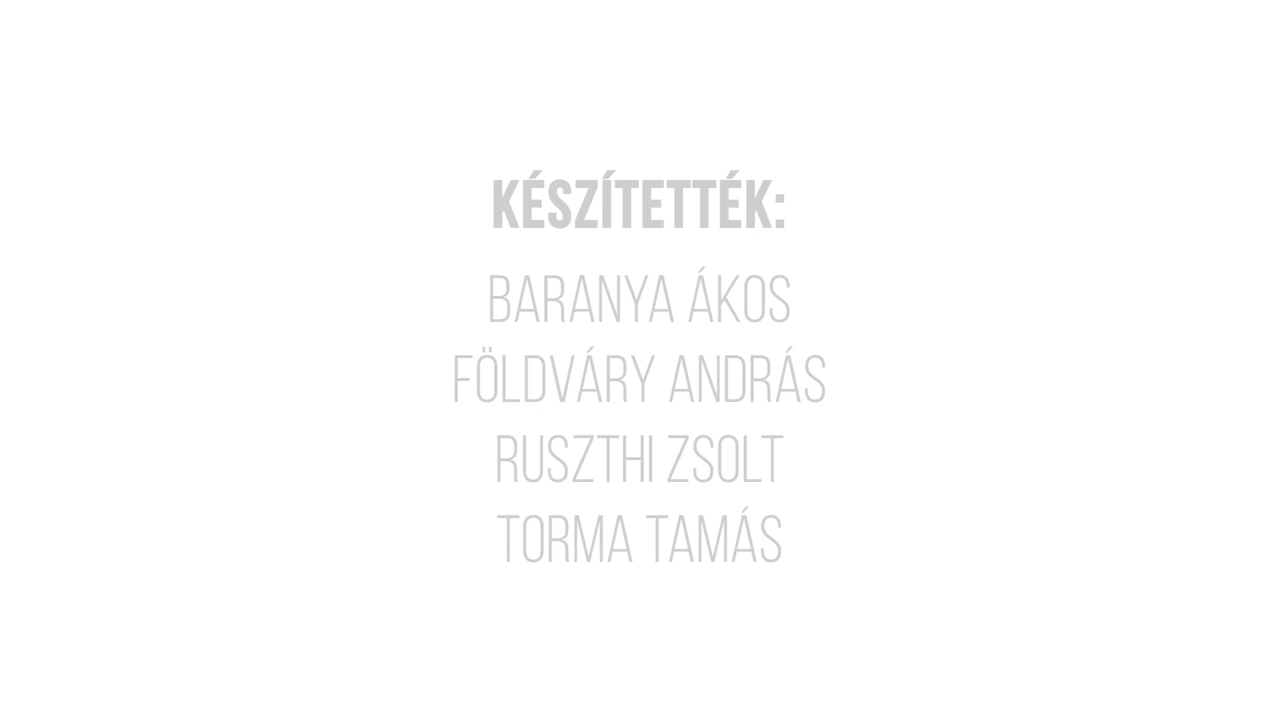 KÉSZÍTETTÉK:
BARANYA ÁKOS
FÖLDVÁRY ANDRÁS
RUSZTHI ZSOLT
TORMA TAMÁS